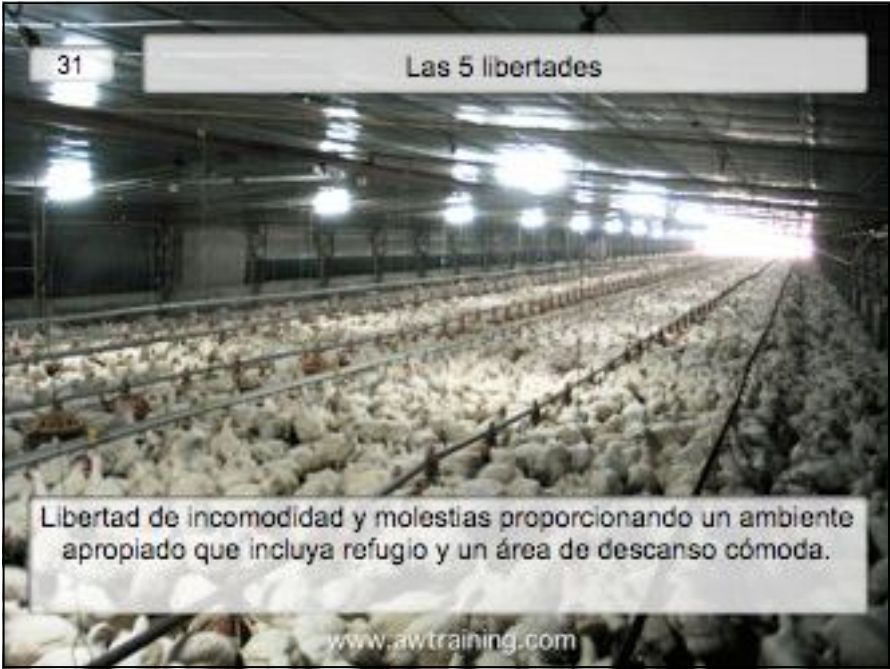 31
Las 5 libertades
Libertad de incomodidad y molestias proporcionando un ambiente
apropiado que incluya refugio y un área de descanso cómoda.
www.awtraining.com